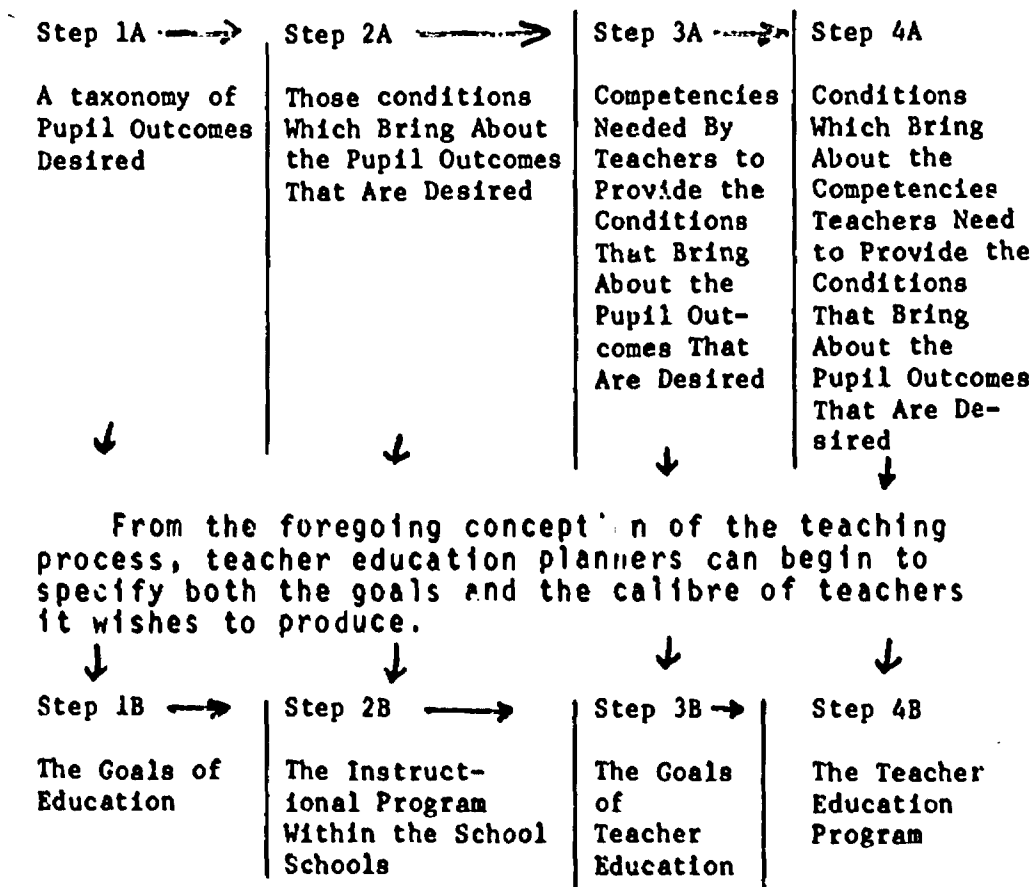 Step 1A
A taxonomy of
Pupil Outcomes
Desired
Step 2A
Those conditions
Which Bring About
the Pupil Outcomes
That Are Desired
Step 3A
Competencies
Needed By
Teachers to
Provide the
Conditions
That Bring
About the
Pupil Out-
comes That
Are Desired
Step 4A
Conditions
Which Bring
About the
Competencies
Teachers Need
to Provide the
Conditions
That Bring
About the
Pupil Outcomes
That Are De-
sired
From the foregoing conception of the teaching
process, teacher education planners can begin to
specify both the goals and the calibre of teachers
it wishes to produce.
Step 1B
The Goals of
Education
Step 2B
The Instruct-
ional Program
Within the School
Schools
Step 3B
The Goals
of
Teacher
Education
Step 4B
The Teacher
Education
Program